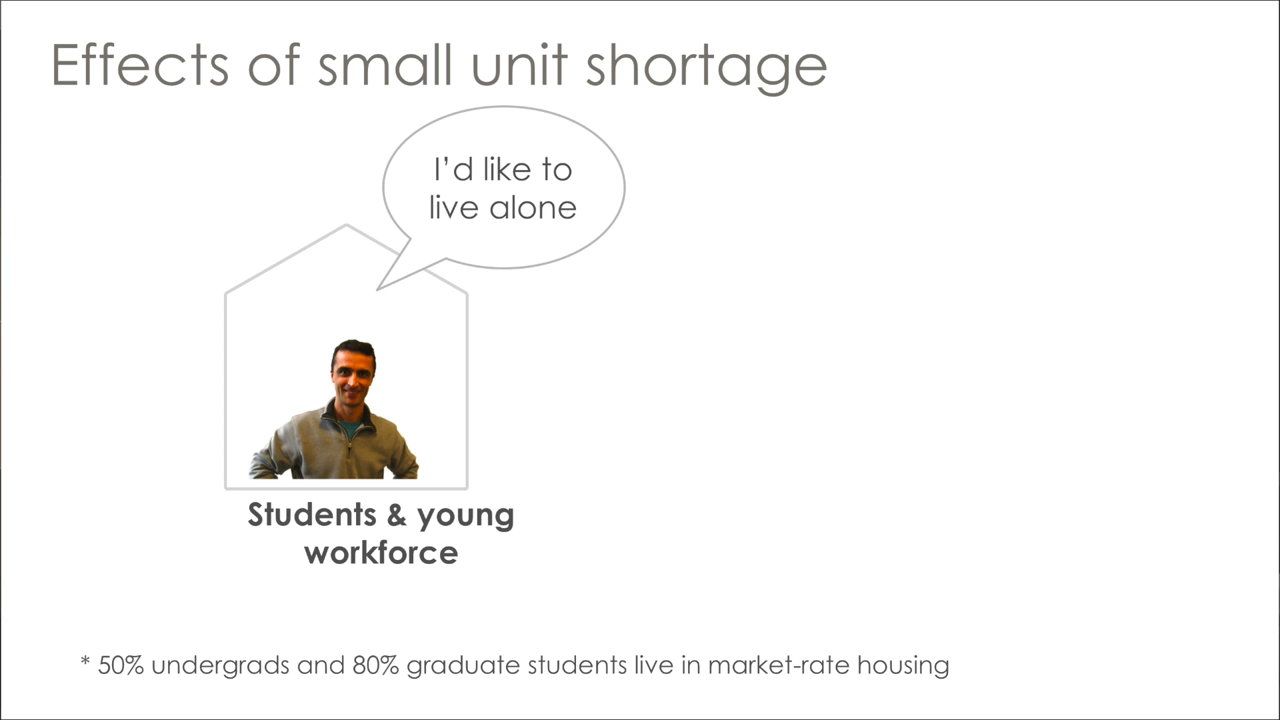 Effects of small unit shortage
I’d like to
live alone
Students & young
workforce
* 50% undergrads and 80% graduate students live in market-rate housing